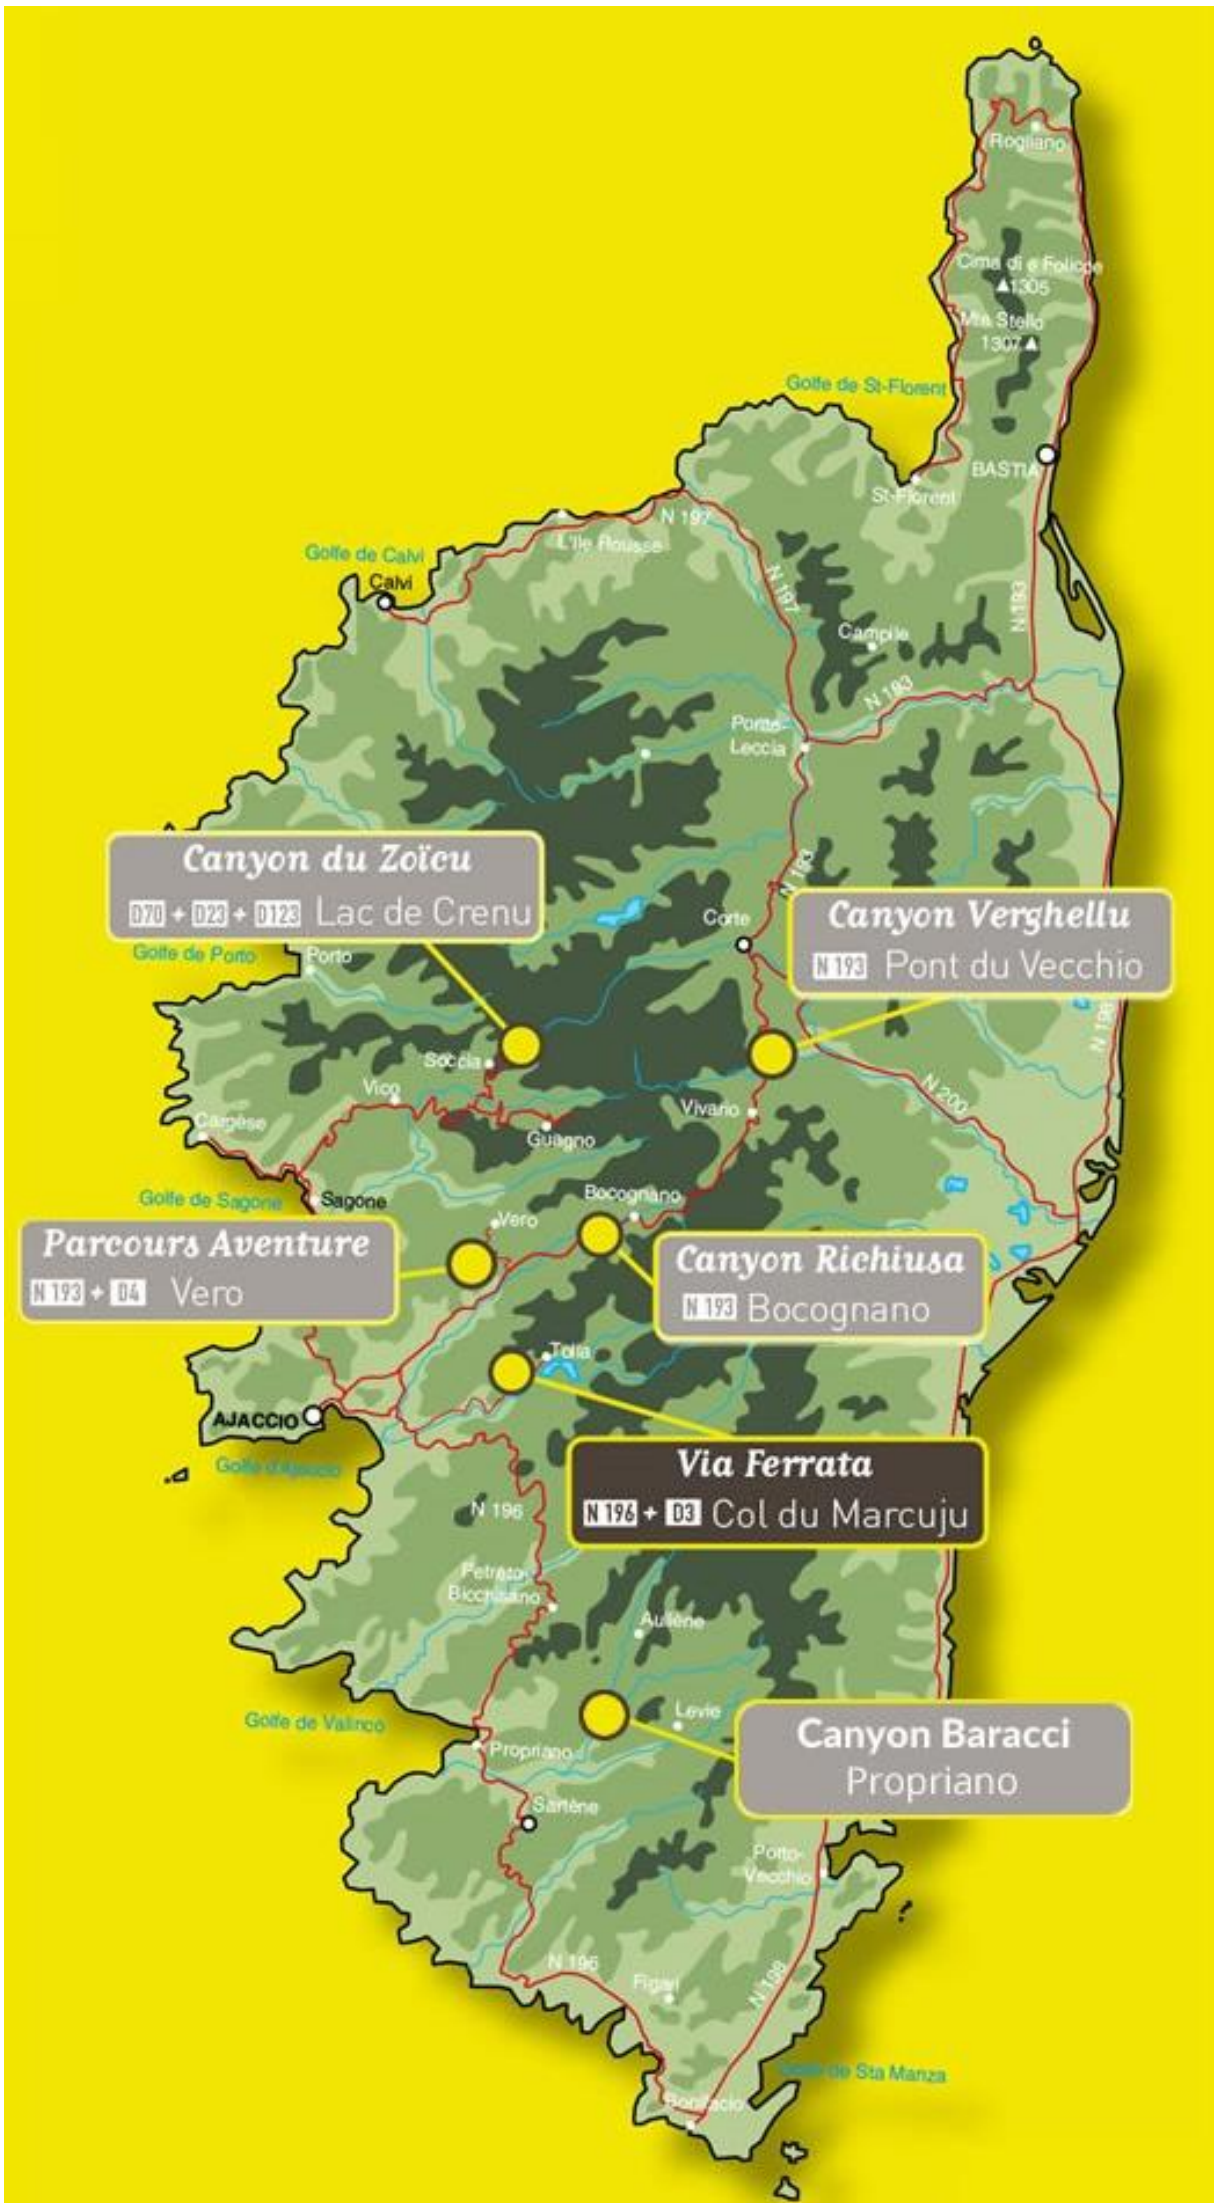 Rogliano
Cima di e Folicce
1305
Mte Stello
1307
Golfe de St-Florent
BASTIA
St-Florent
N 197
L'Ile Rousse
Golfe de Calvi
Calvi
N 197
N 193
Campile
N 193
Ponte-
Leccia
N 193
Canyon du Zoïcu
D70 + D23 + D123 Lac de Crenu
Corte
Canyon Verghellu
N 193 Pont du Vecchio
Golfe de Porto
Porto
N 198
Soccia
Vico
N 200
Vivario
Cargèse
Guagno
Golfe de Sagone
Sagone
Bocognano
Vero
Parcours Aventure
N 193 + D4 Vero
Canyon Richiusa
N 193 Bocognano
Tolla
AJACCIO
Golfe d'Ajaccio
Via Ferrata
N 196 + D3 Col du Marcuju
N 196
Petreto-
Bicchisano
Aullène
Golfe de Valinco
Levie
Canyon Baracci
Propriano
Propriano
Sartène
Porto-
Vecchio
N 196
Figari
N 198
Golfe de Sta Manza
Bonifacio